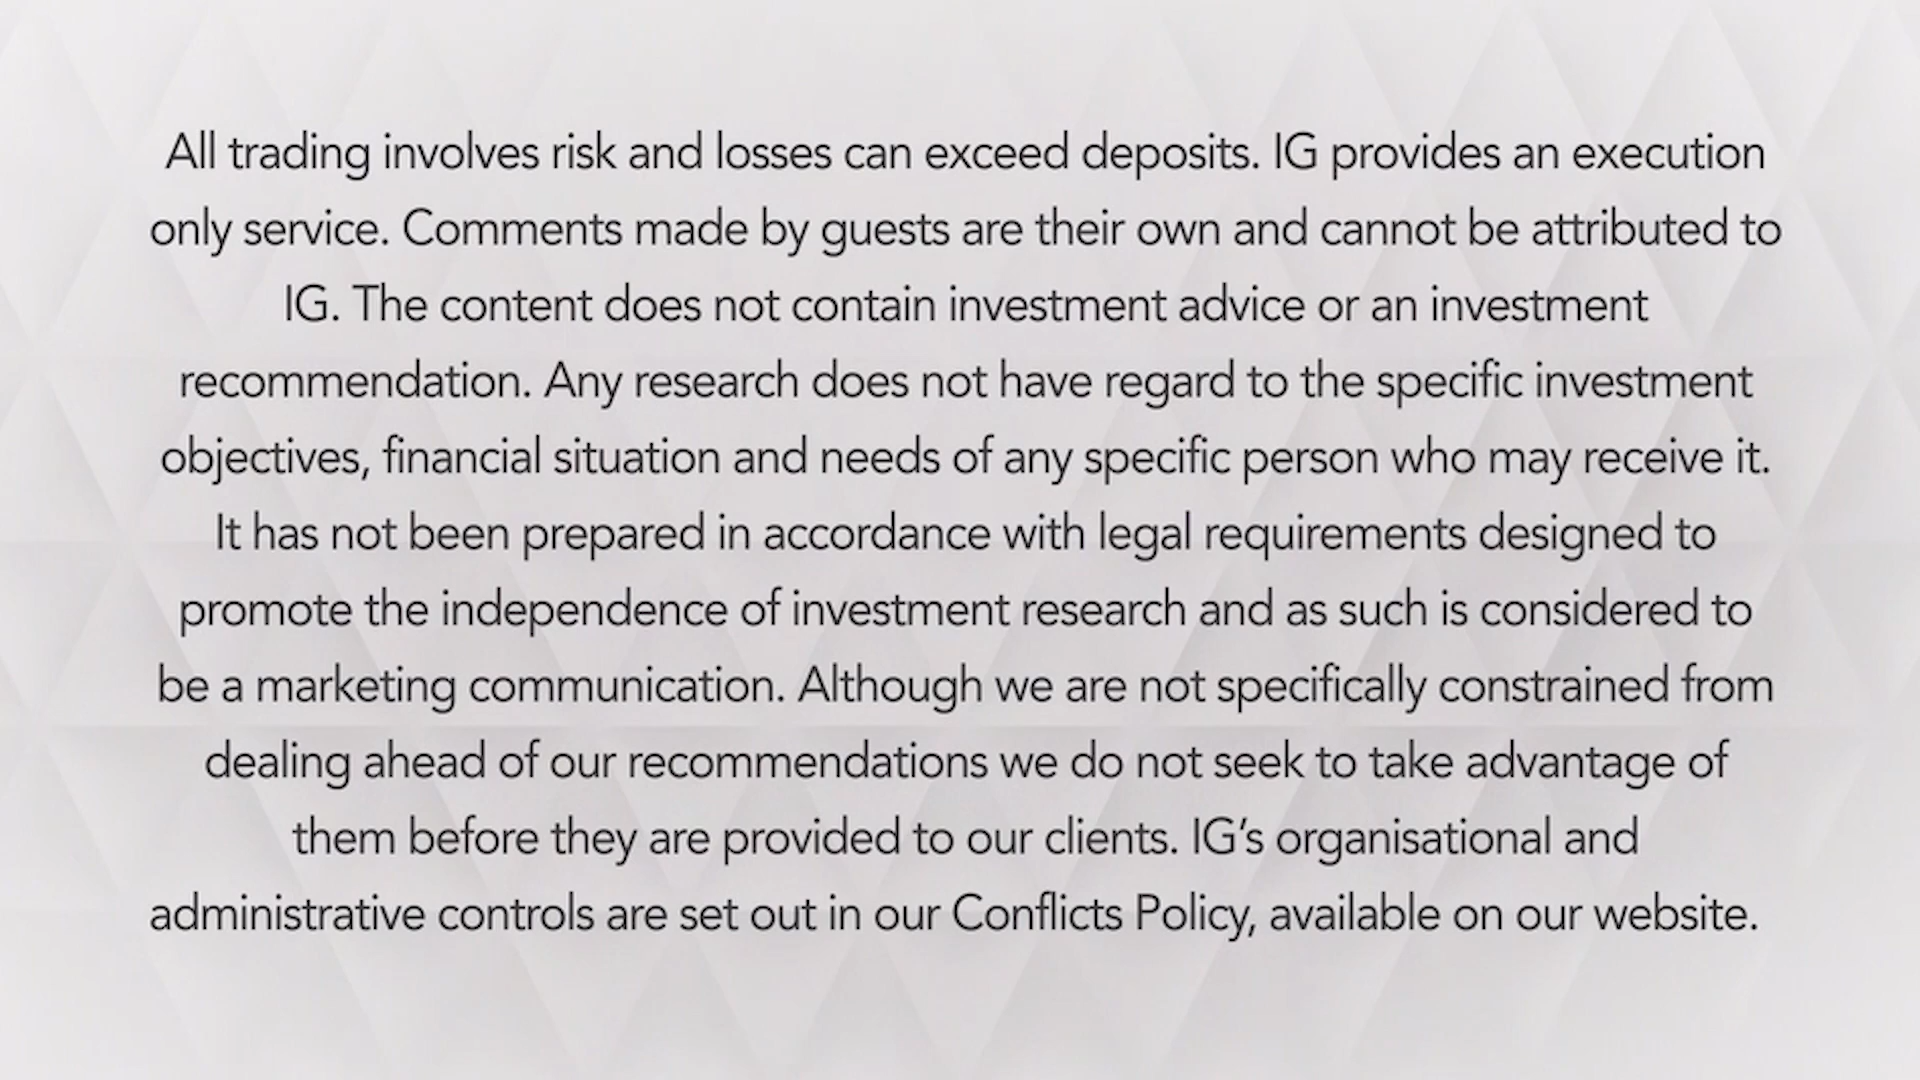 All trading involves risk and losses can exceed deposits. IG provides an execution
only service. Comments made by guests are their own and cannot be attributed to
IG. The content does not contain investment advice or an investment
recommendation. Any research does not have regard to the specific investment
objectives, financial situation and needs of any specific person who may receive it.
It has not been prepared in accordance with legal requirements designed to
promote the independence of investment research and as such is considered to
be a marketing communication. Although we are not specifically constrained from
dealing ahead of our recommendations we do not seek to take advantage of
them before they are provided to our clients. IG’s organisational and
administrative controls are set out in our Conflicts Policy, available on our website.